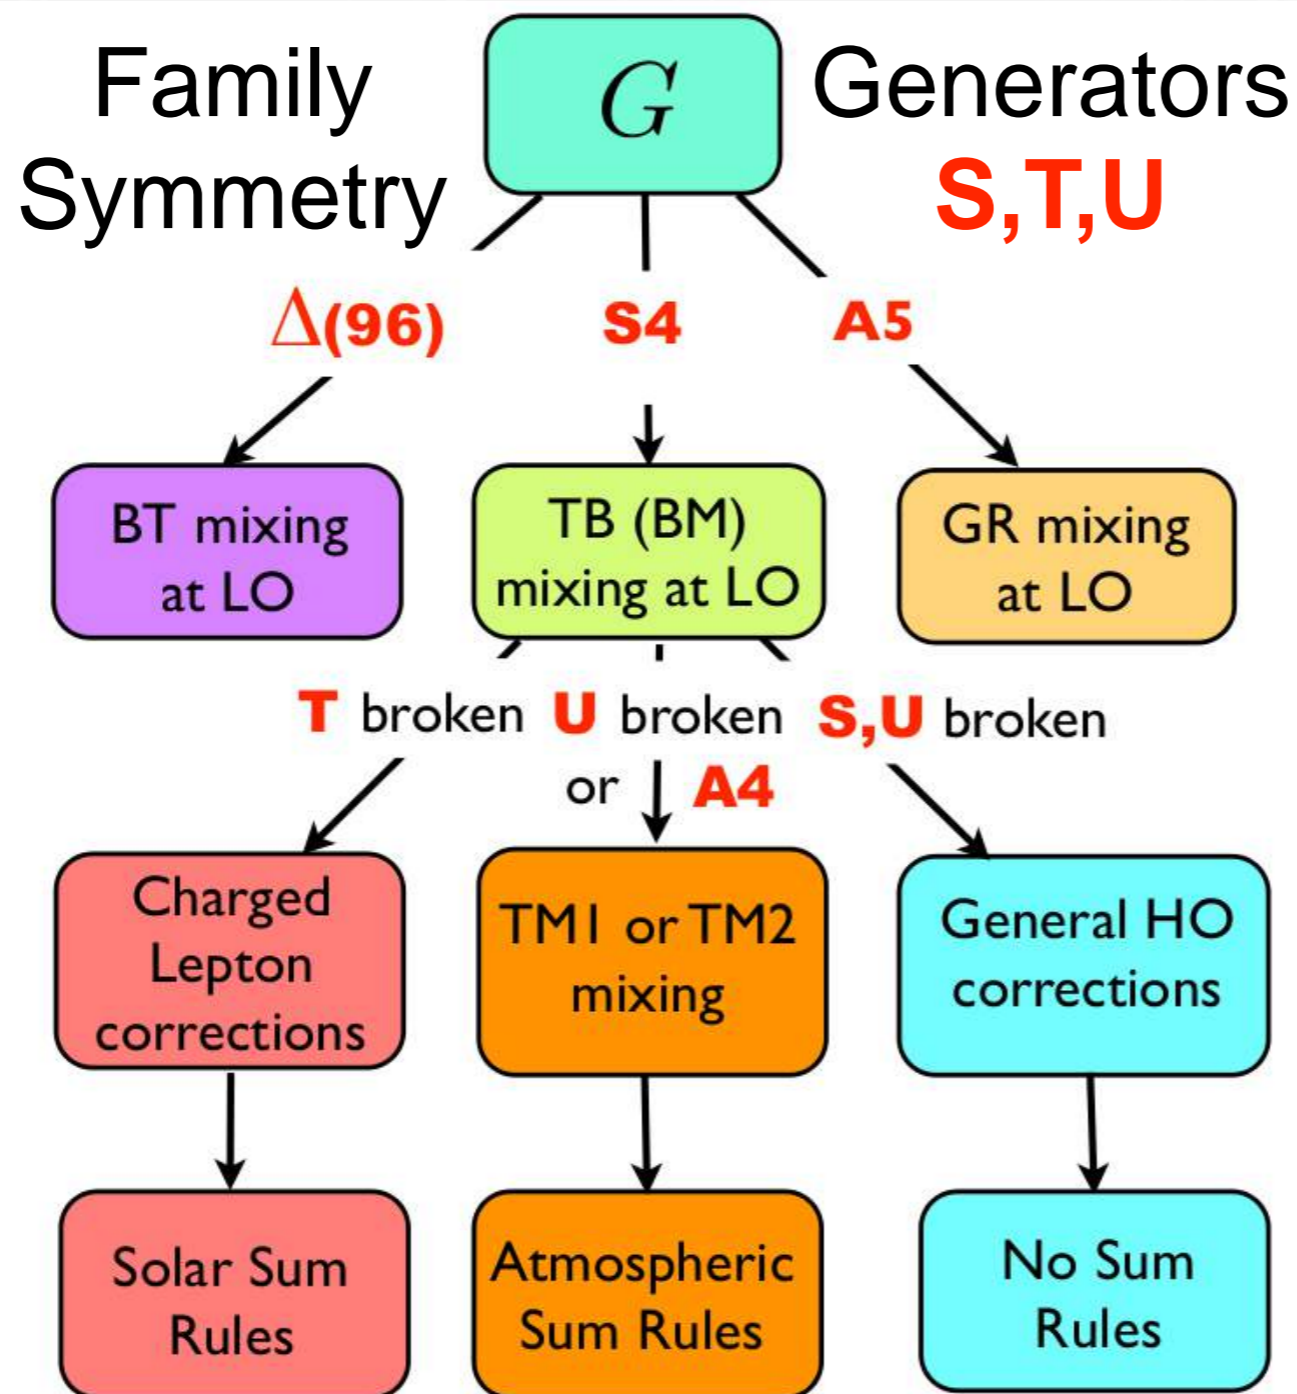 Family
Symmetry
G
Generators
S,T,U
Δ(96)
S4
A5
BT mixing
at LO
TB (BM)
mixing at LO
GR mixing
at LO
T broken
U broken
or A4
S,U broken
Charged
Lepton
corrections
TM1 or TM2
mixing
General HO
corrections
Solar Sum
Rules
Atmospheric
Sum Rules
No Sum
Rules